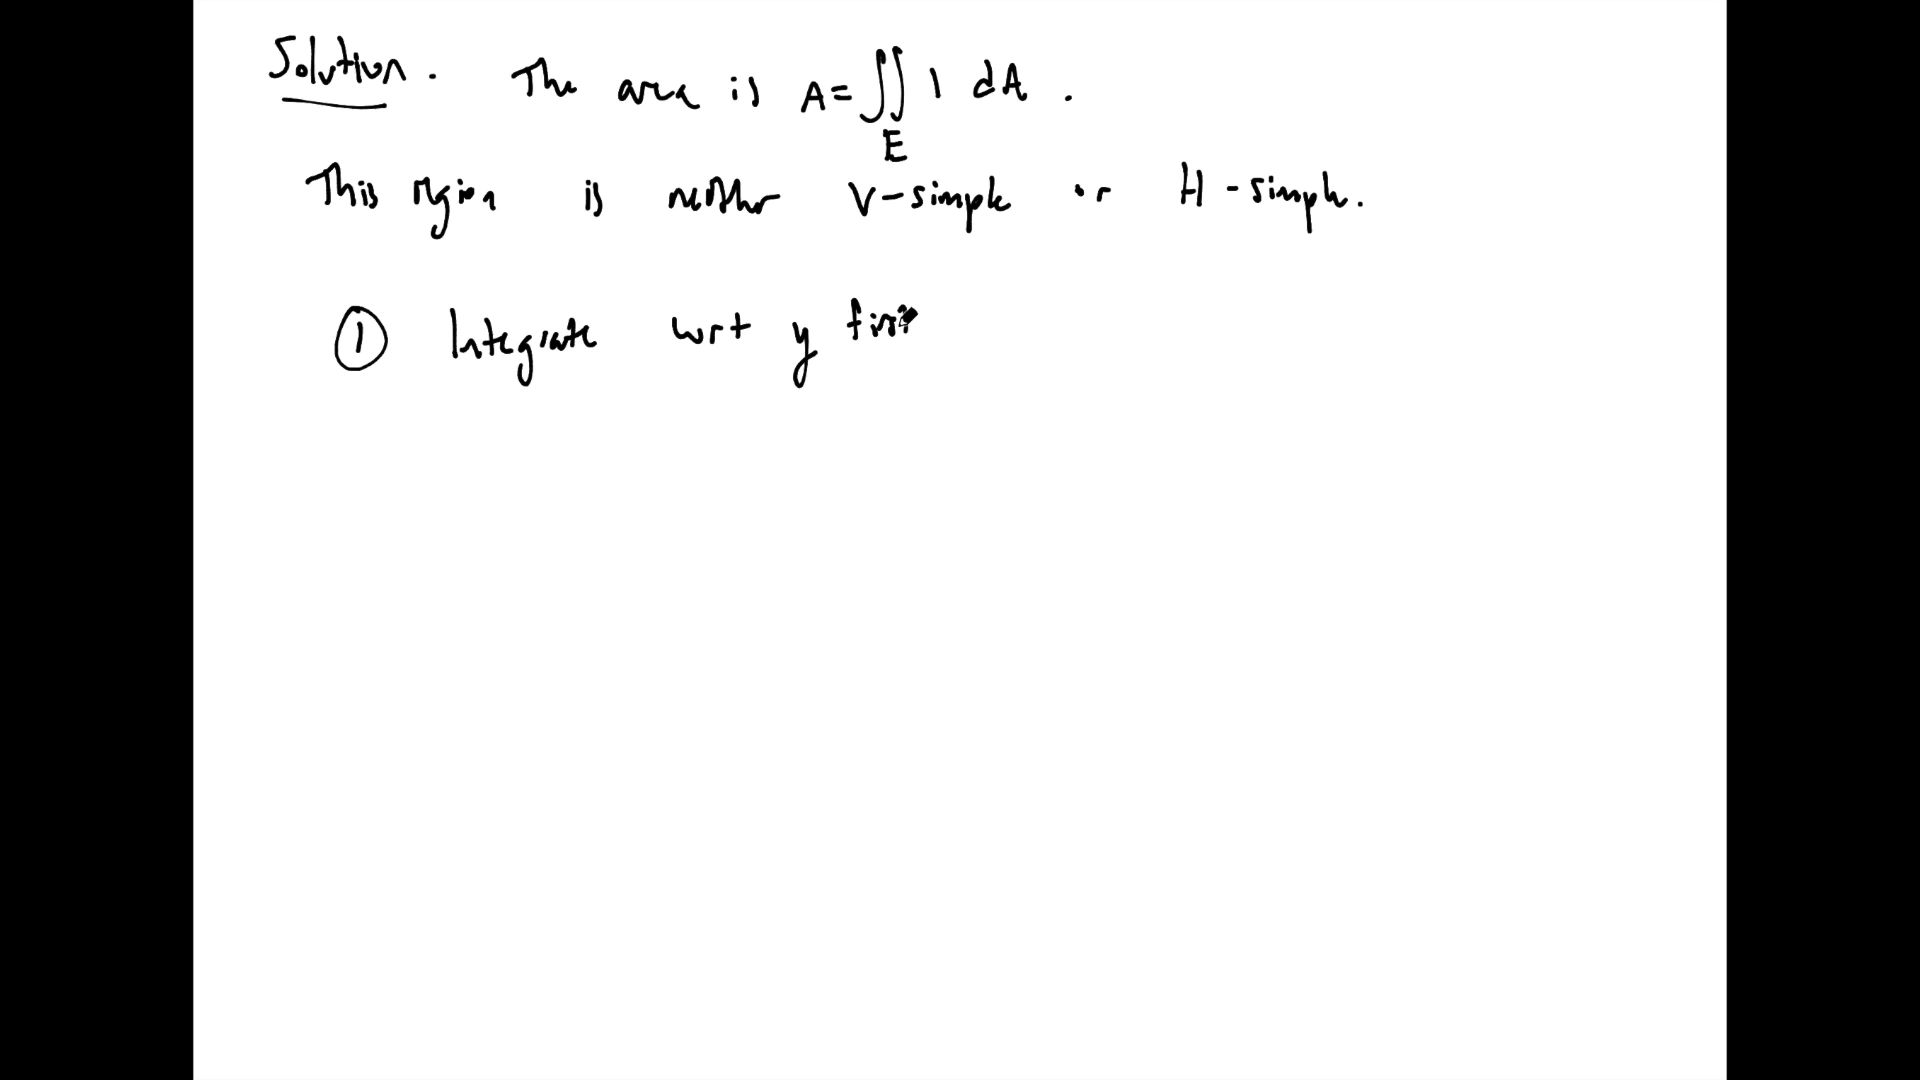 Solution. The area is A = ∬_E 1 dA.
This region is neither V-simple or H-simple.
① Integrate wrt y first